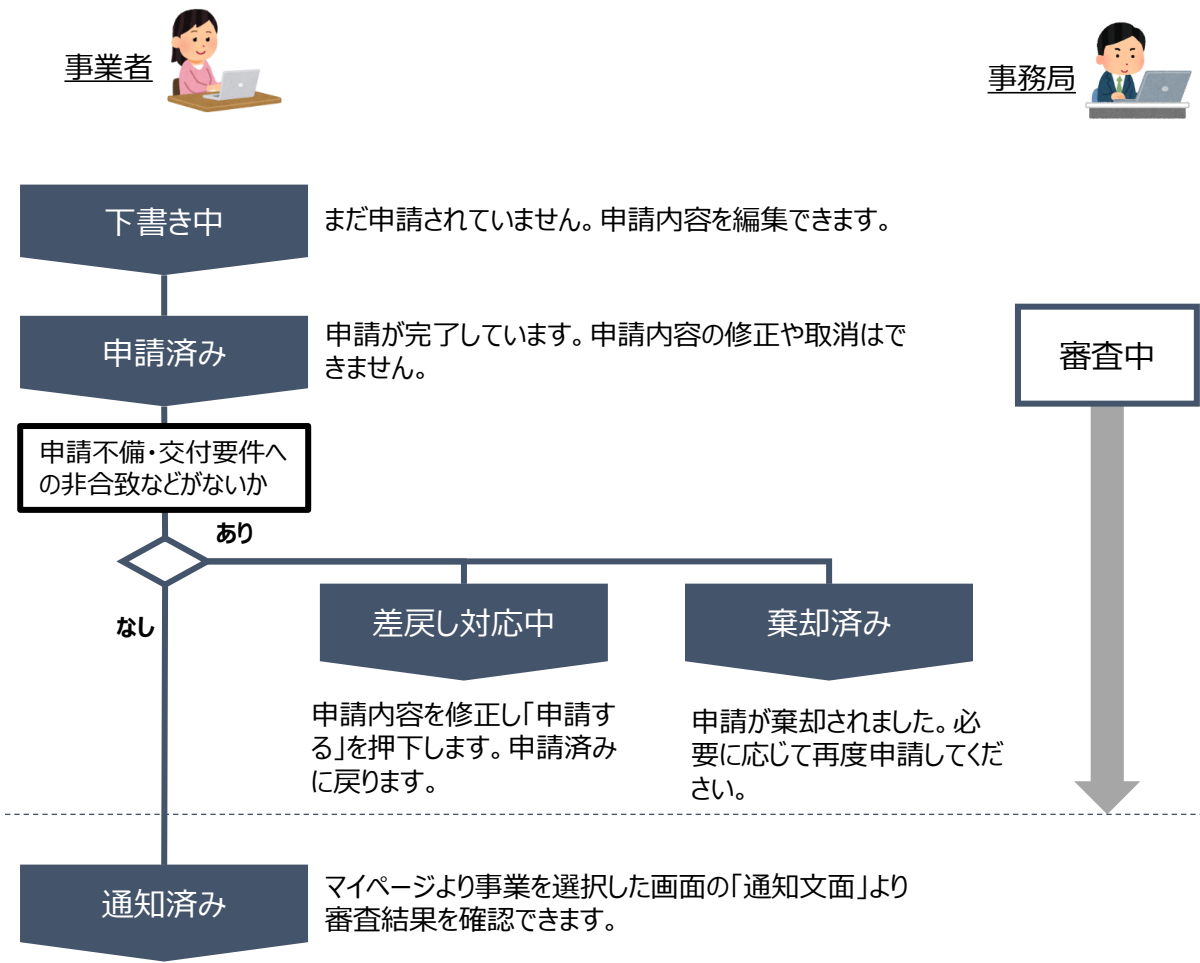 事業者
事務局
下書き中
まだ申請されていません。申請内容を編集できます。
申請済み
申請が完了しています。申請内容の修正や取消はで
きません。
審査中
申請不備・交付要件へ
の非合致などがないか
あり
なし
差戻し対応中
棄却済み
申請内容を修正し「申請す
る」を押下します。申請済み
に戻ります。
申請が棄却されました。必
要に応じて再度申請してくだ
さい。
通知済み
マイページより事業を選択した画面の「通知文面」より
審査結果を確認できます。